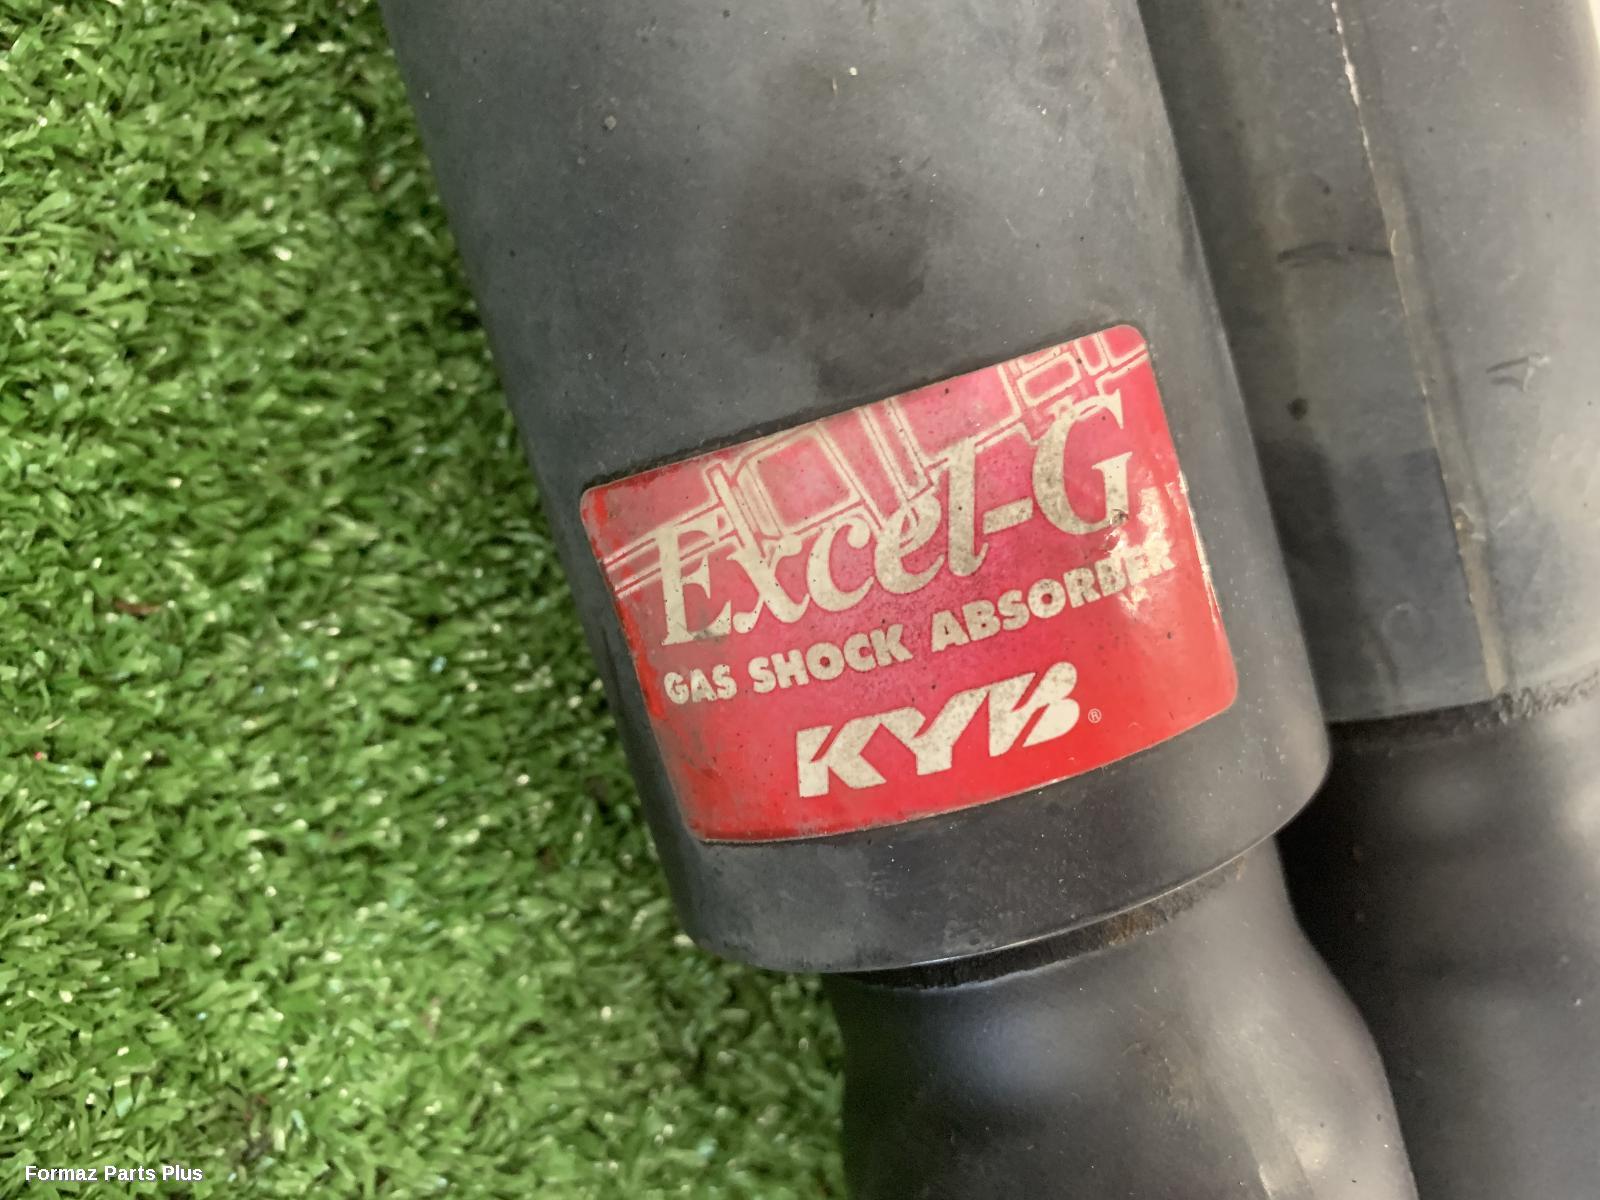 Excel-G
GAS SHOCK ABSORBER
KYB®
Formaz Parts Plus